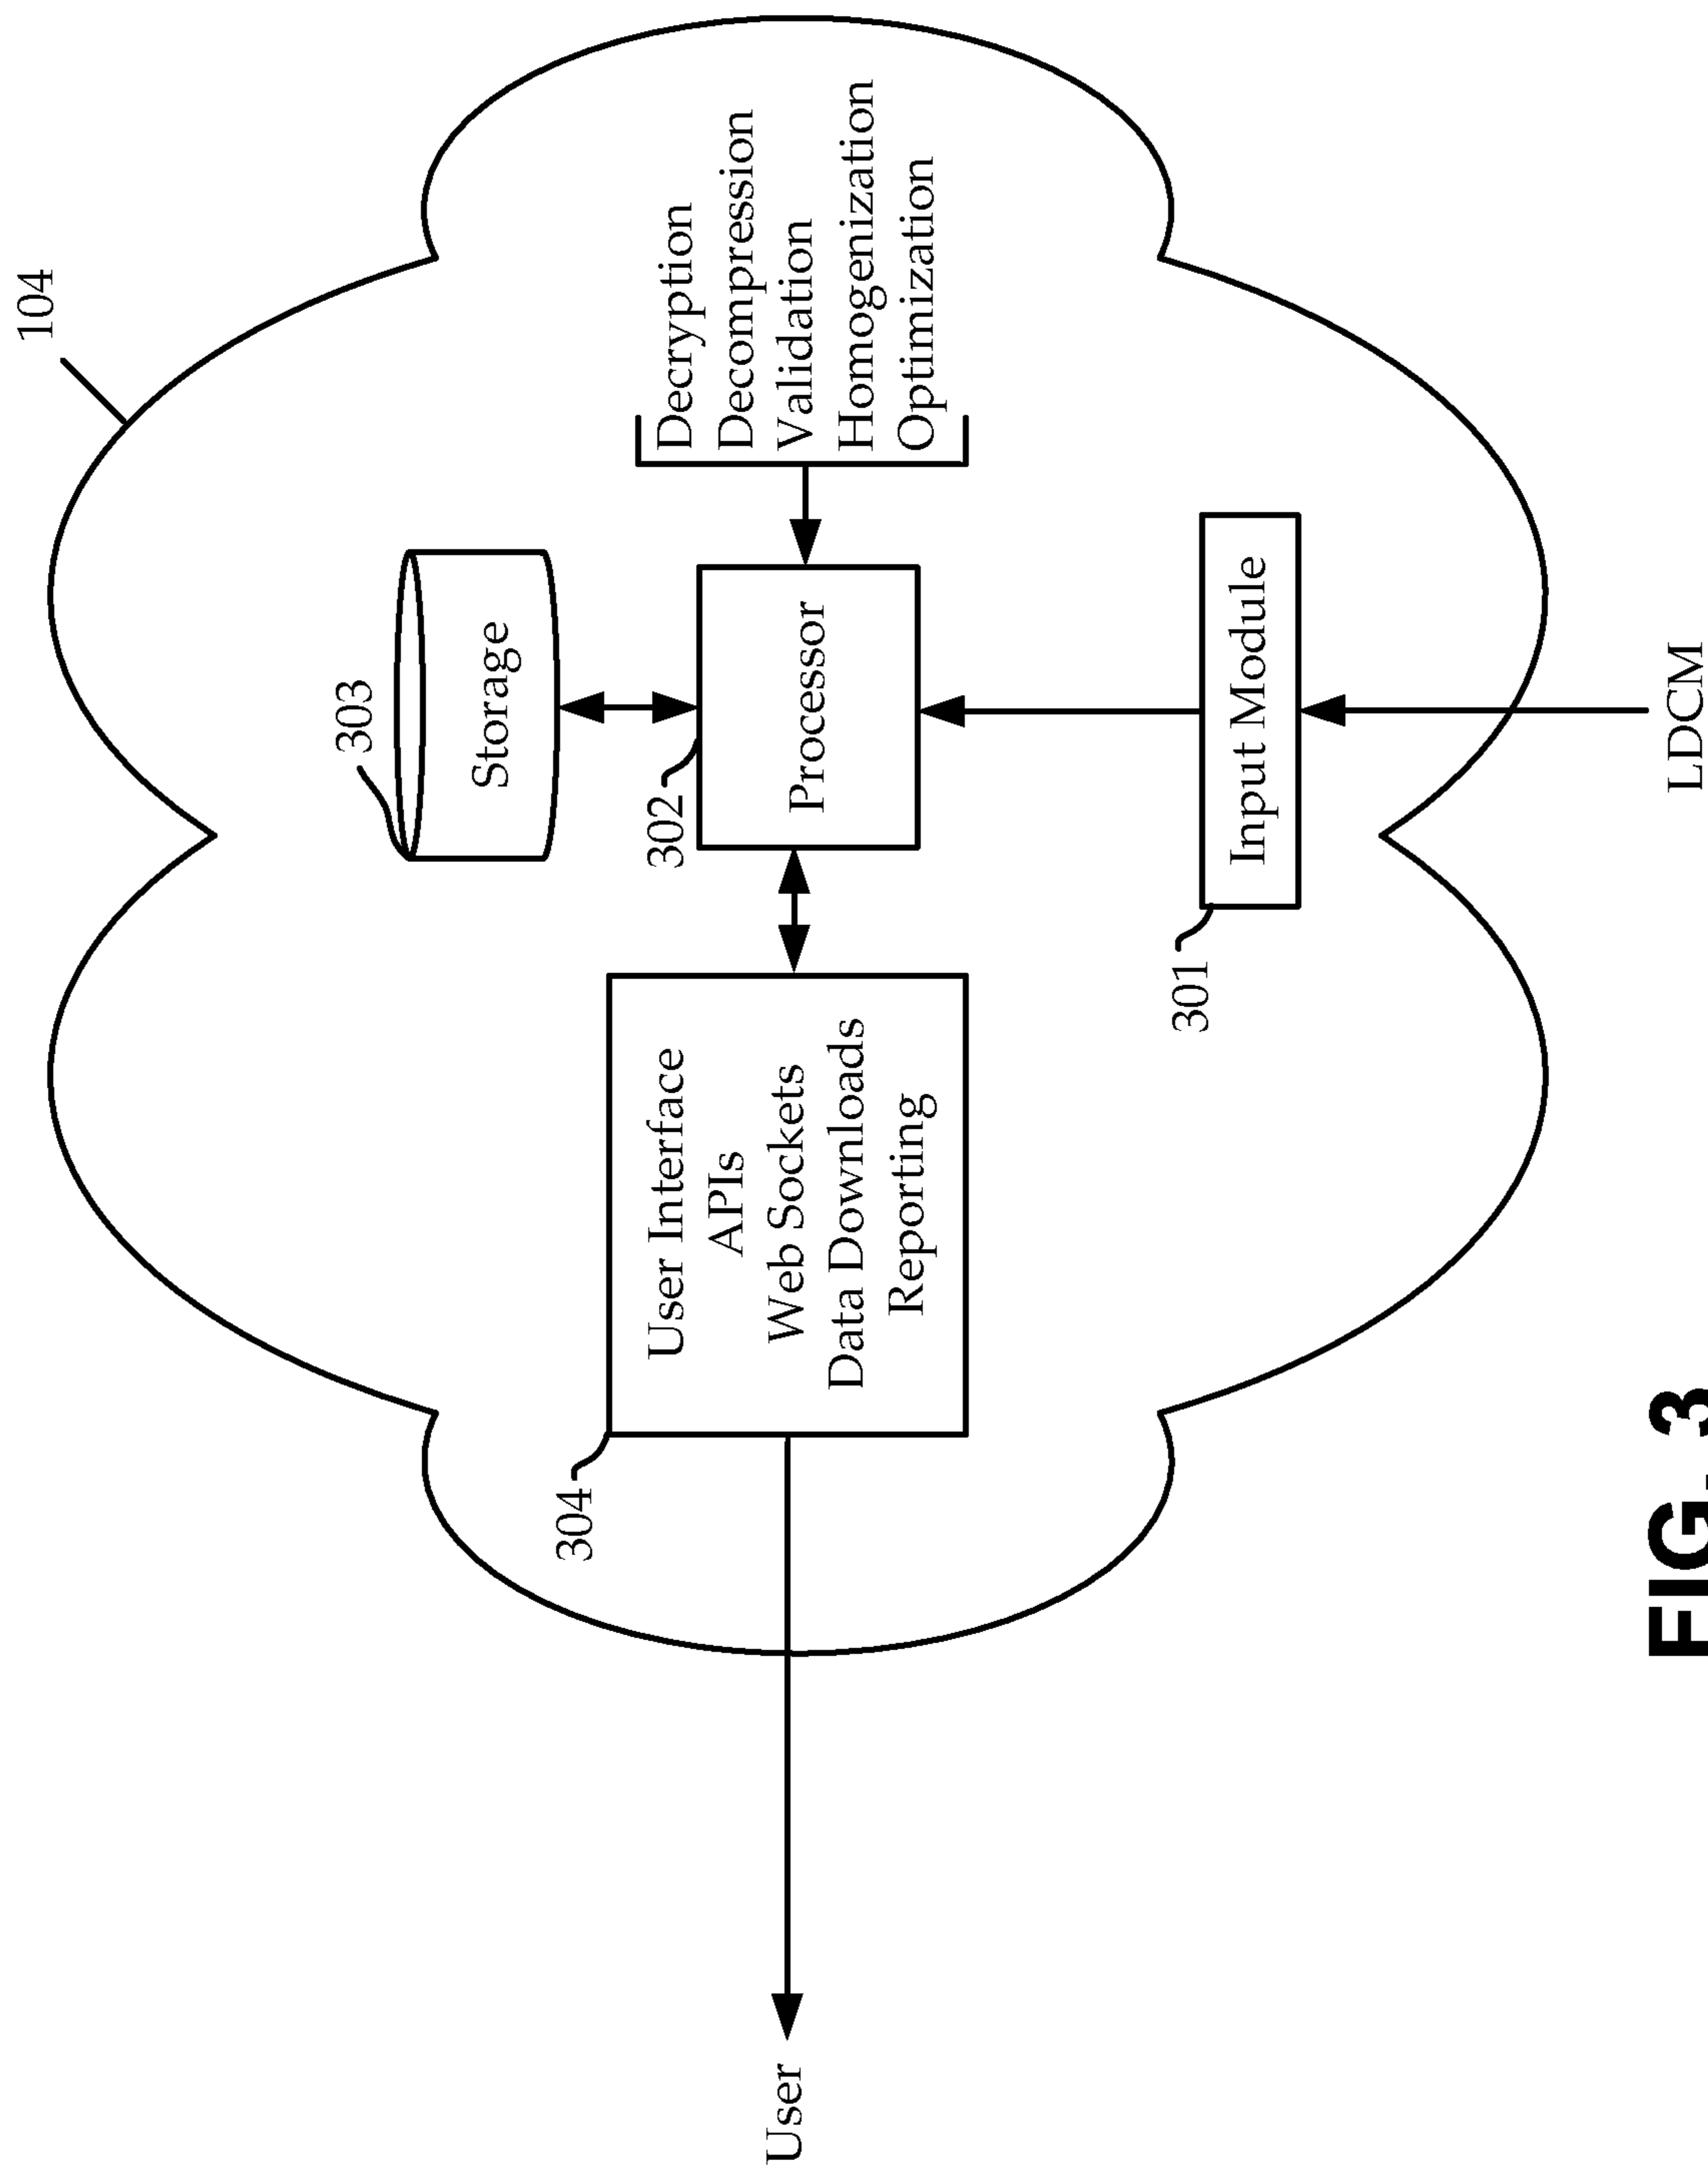 104
303
Storage
302
Processor
Decryption
Decompression
Validation
Homogenization
Optimization
304
User Interface
APIs
Web Sockets
Data Downloads
Reporting
User
301
Input Module
LDCM
FIG. 3